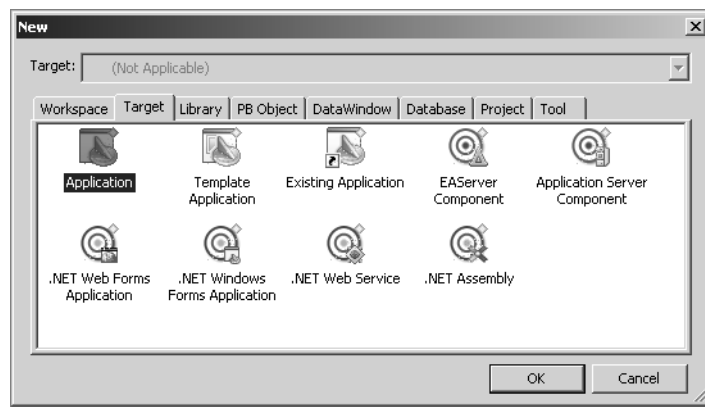 New
Target: (Not Applicable)
Workspace Target Library PB Object DataWindow Database Project Tool
Application Template Existing Application EAServer Application Server
Application Component Component
.NET Web Forms .NET Windows .NET Web Service .NET Assembly
Application Forms Application
OK Cancel